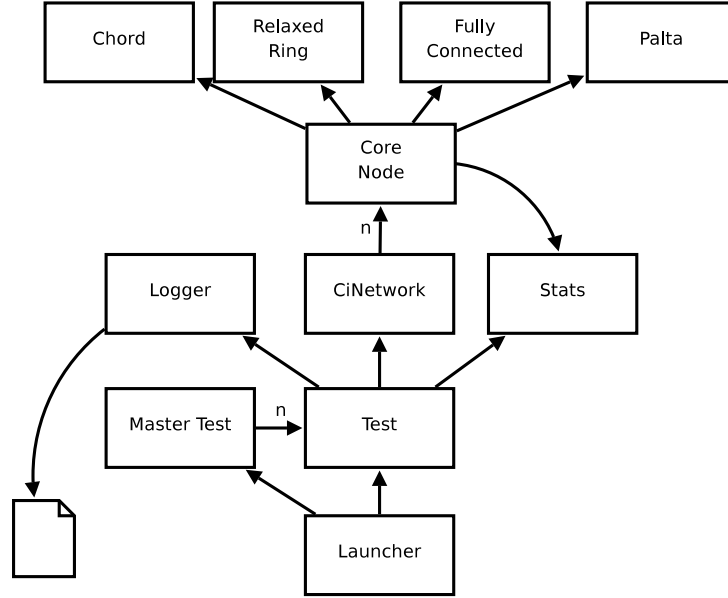 Chord
Relaxed
Ring
Fully
Connected
Palta
Core
Node
n
Logger
CiNetwork
Stats
Master Test
n
Test
Launcher